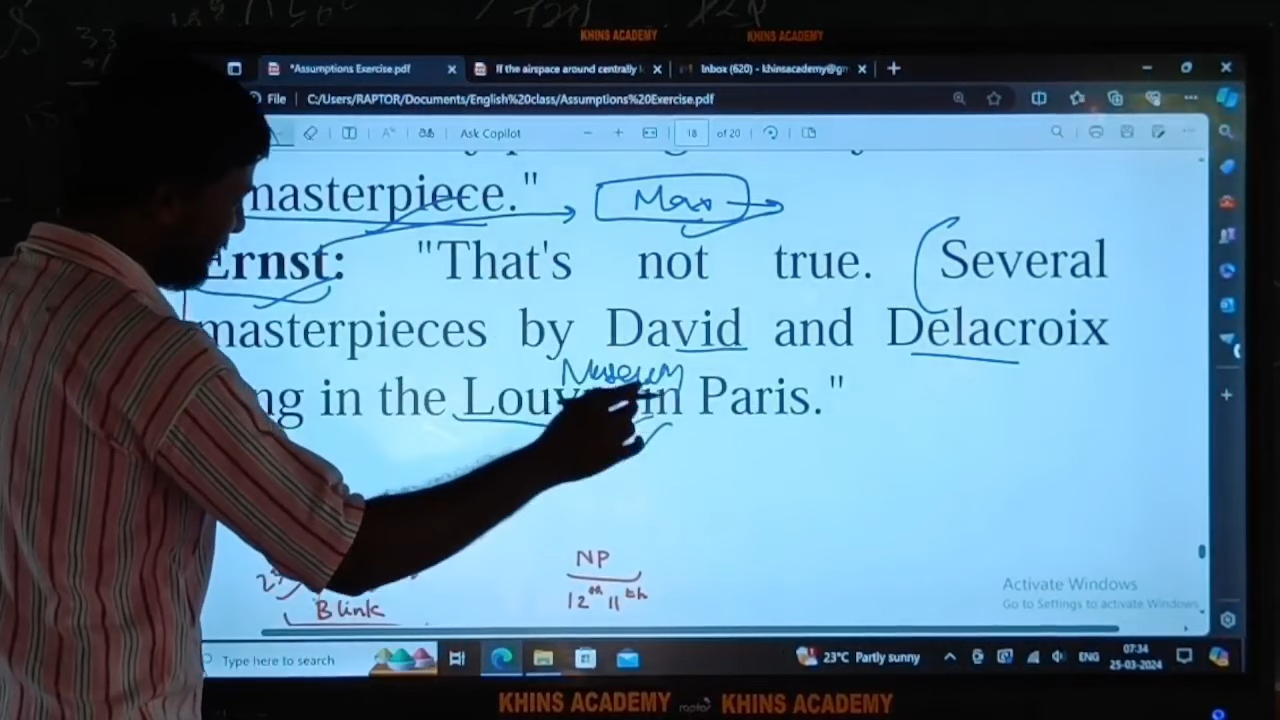 KHINS ACADEMY KHINS ACADEMY
*Assumptions Exercise.pdf
If the airspace around centrally
Inbox (620) - khinsacademy@gm
File C:/Users/RAPTOR/Documents/English%20class/Assumptions%20Exercise.pdf
Ask Copilot 18 of 20
masterpiece." Max
Ernst: "That's not true. Several
masterpieces by David and Delacroix
Museum
in the in Paris."
NP
12th 11th
Blink
Activate Windows
Go to Settings to activate Windows.
Type here to search
23°C Partly sunny
ENG
07:34
25-03-2024
KHINS ACADEMY raptor KHINS ACADEMY